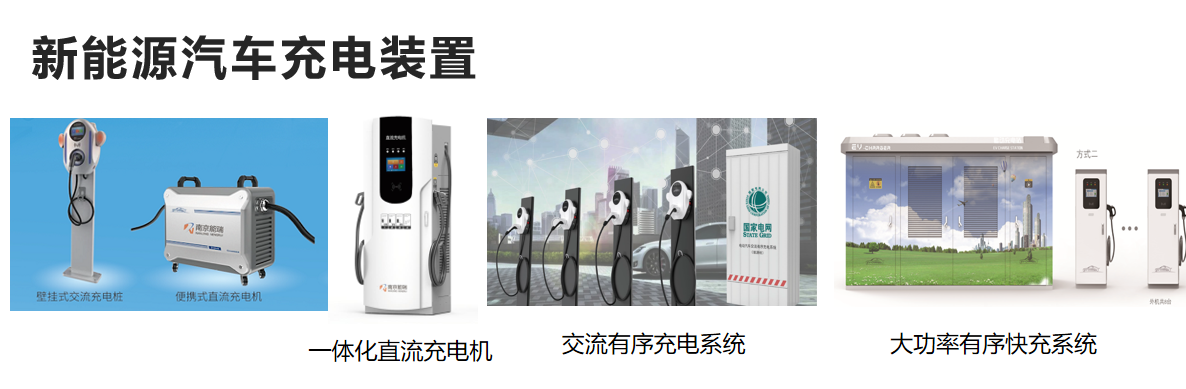 新能源汽车充电装置
壁挂式交流充电桩
便携式直流充电机
南京能瑞
直流充电机
南京能瑞
一体化直流充电机
国家电网
STATE GRID
交流有序充电系统
EV-CHARGER
方式二
大功率有序快充系统